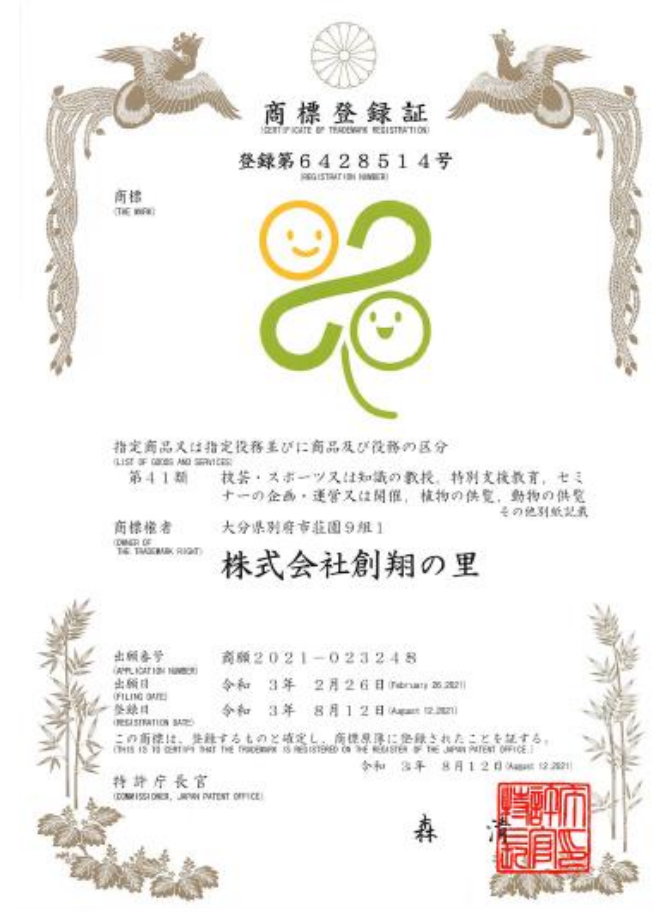 商標登録証
(CERTIFICATE OF TRADEMARK REGISTRATION)
登録第6428514号
(REGISTRATION NUMBER)
商標
(THE MARK)
指定商品又は指定役務並びに商品及び役務の区分
(LIST OF GOODS AND SERVICES)
第41類 技芸・スポーツ又は知識の教授，特別支援教育，セミ
ナーの企画・運営又は開催，植物の供覧，動物の供覧
その他別紙記載
商標権者 大分県別府市荘園9組1
(OWNER OF
THE TRADEMARK RIGHT)
株式会社創翔の里
出願番号 商願2021-023248
(APPLICATION NUMBER)
出願日 令和 3年 2月26日(February 26,2021)
(FILING DATE)
登録日 令和 3年 8月12日(August 12,2021)
(REGISTRATION DATE)
この商標は、登録するものと確定し、商標原簿に登録されたことを証する。
(THIS IS TO CERTIFY THAT THE TRADEMARK IS REGISTERED ON THE REGISTER OF THE JAPAN PATENT OFFICE.)
令和 3年 8月12日(August 12,2021)
特許庁長官
(COMMISSIONER, JAPAN PATENT OFFICE)
森 清